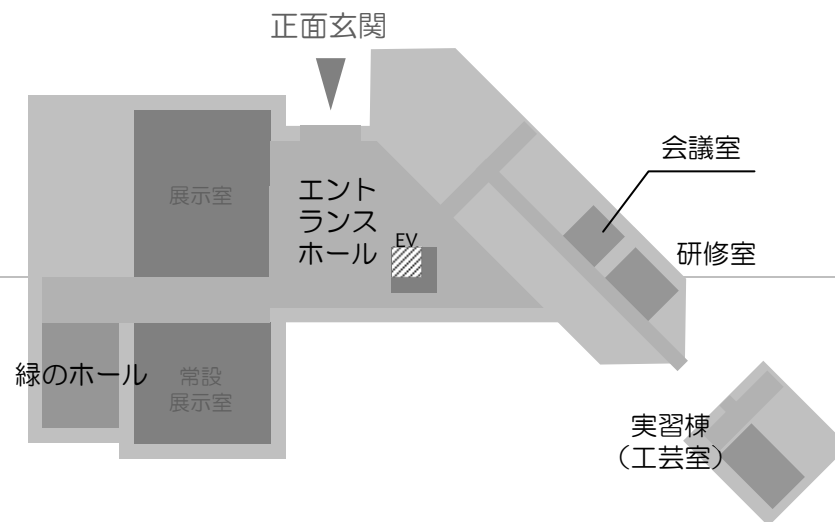 正面玄関
会議室
展示室
エント
ランス
ホール
EV
研修室
緑のホール
常設
展示室
実習棟
（工芸室）